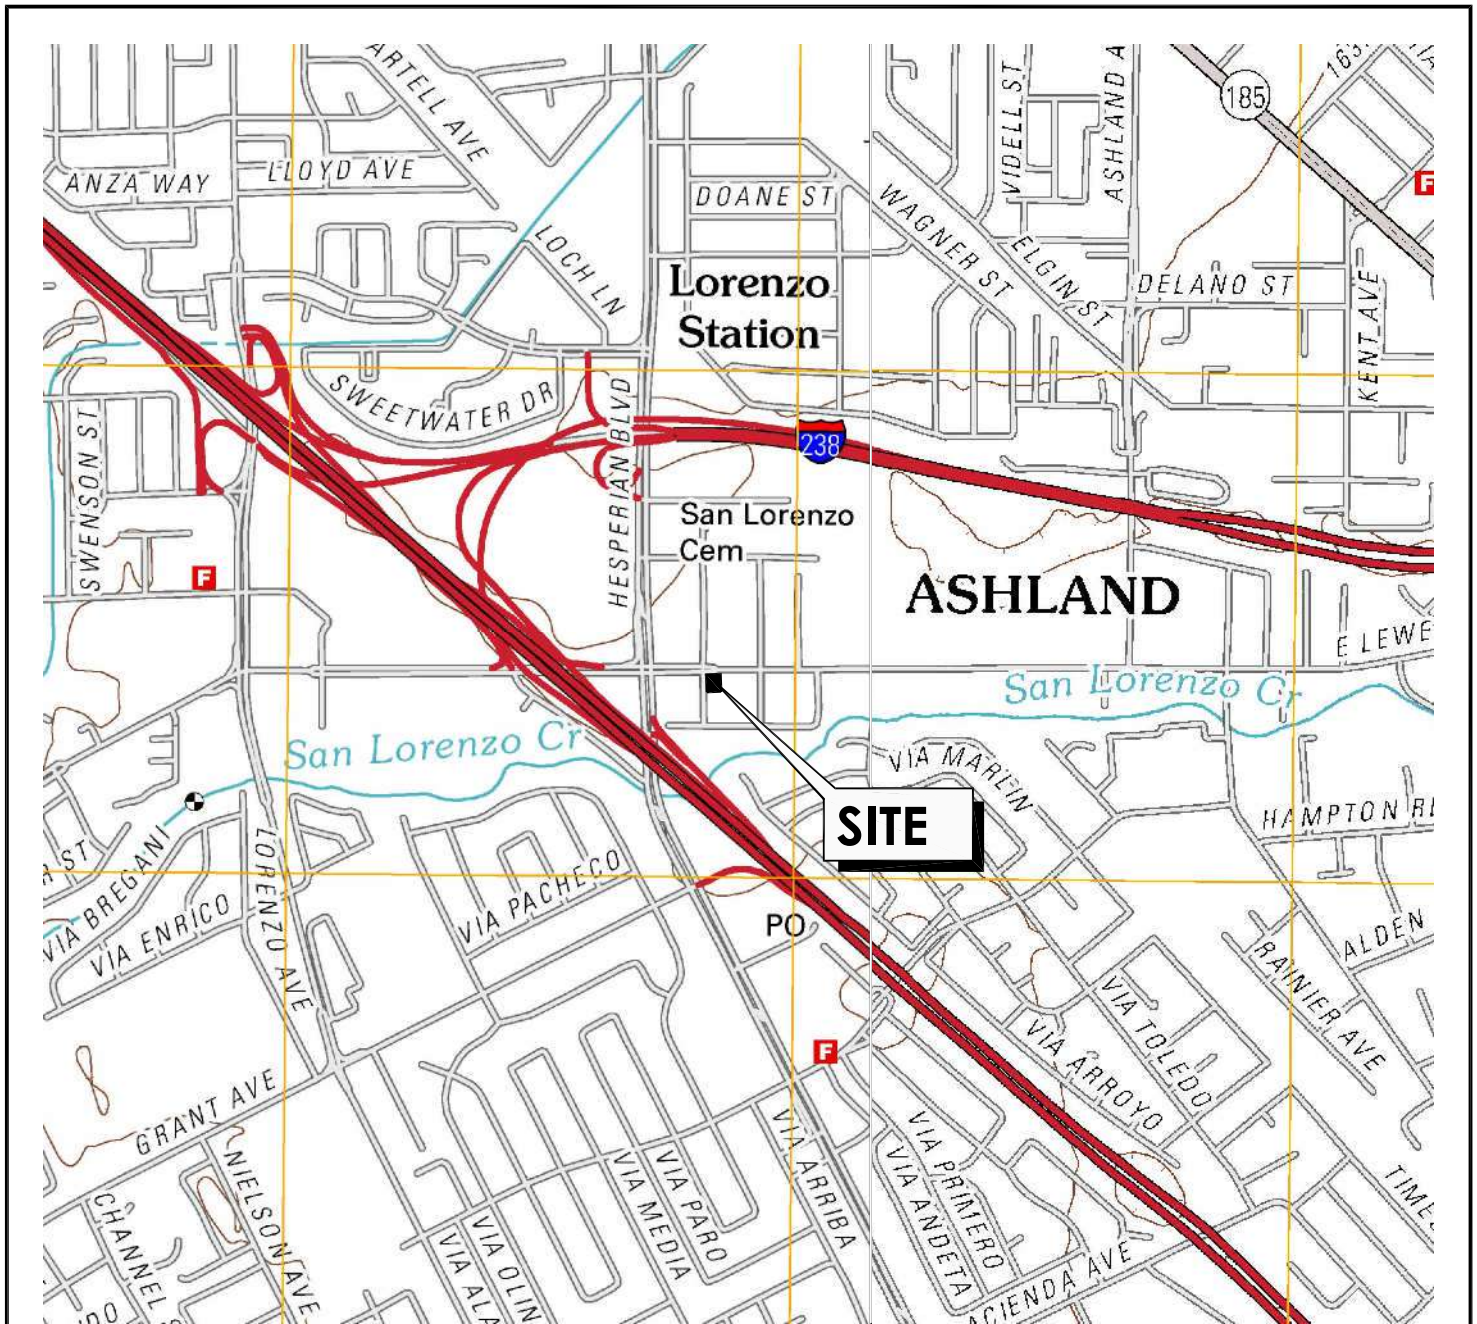 ARTELL AVE
ANZA WAY
LLOYD AVE
DOANE ST
WAGNER ST
VIDELL ST
ASHLAND A
ELGIN ST
185
F
LOCH LN
Lorenzo
Station
DELANO ST
KENT AVE
SWEETWATER DR
HESPERIAN BLVD
238
SWENSON ST
San Lorenzo
Cem
F
ASHLAND
E LEWE
San Lorenzo Cr
San Lorenzo Cr
VIA MARLIN
SITE
HAMPTON R
R ST
VIA BREGANI
VIA ENRICO
LORENZO AVE
VIA PACHECO
PO
ALDEN
RAINIER AVE
VIA TOLEDO
VIA ARROYO
F
GRANT AVE
NIELSON AVE
CHANNEL
VIA ARRIBA
VIA PARO
VIA MEDIA
VIA OLIN
VIA ALA
VIA PRIMERO
VIA ANDETA
ACIENDA AVE
TIME